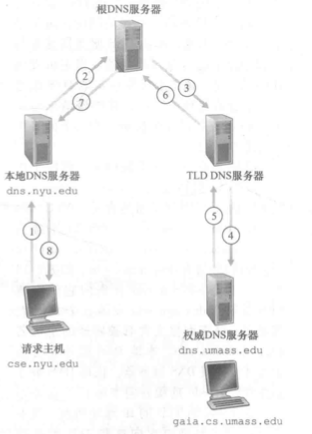 根DNS服务器
2
7
3
6
本地DNS服务器
dns.nyu.edu
TLD DNS服务器
1
8
5
4
请求主机
cse.nyu.edu
权威DNS服务器
dns.umass.edu
gaia.cs.umass.edu